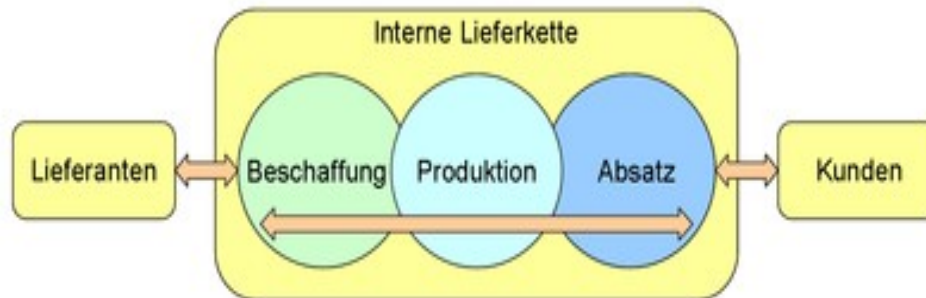 Interne Lieferkette
Lieferanten
Beschaffung
Produktion
Absatz
Kunden